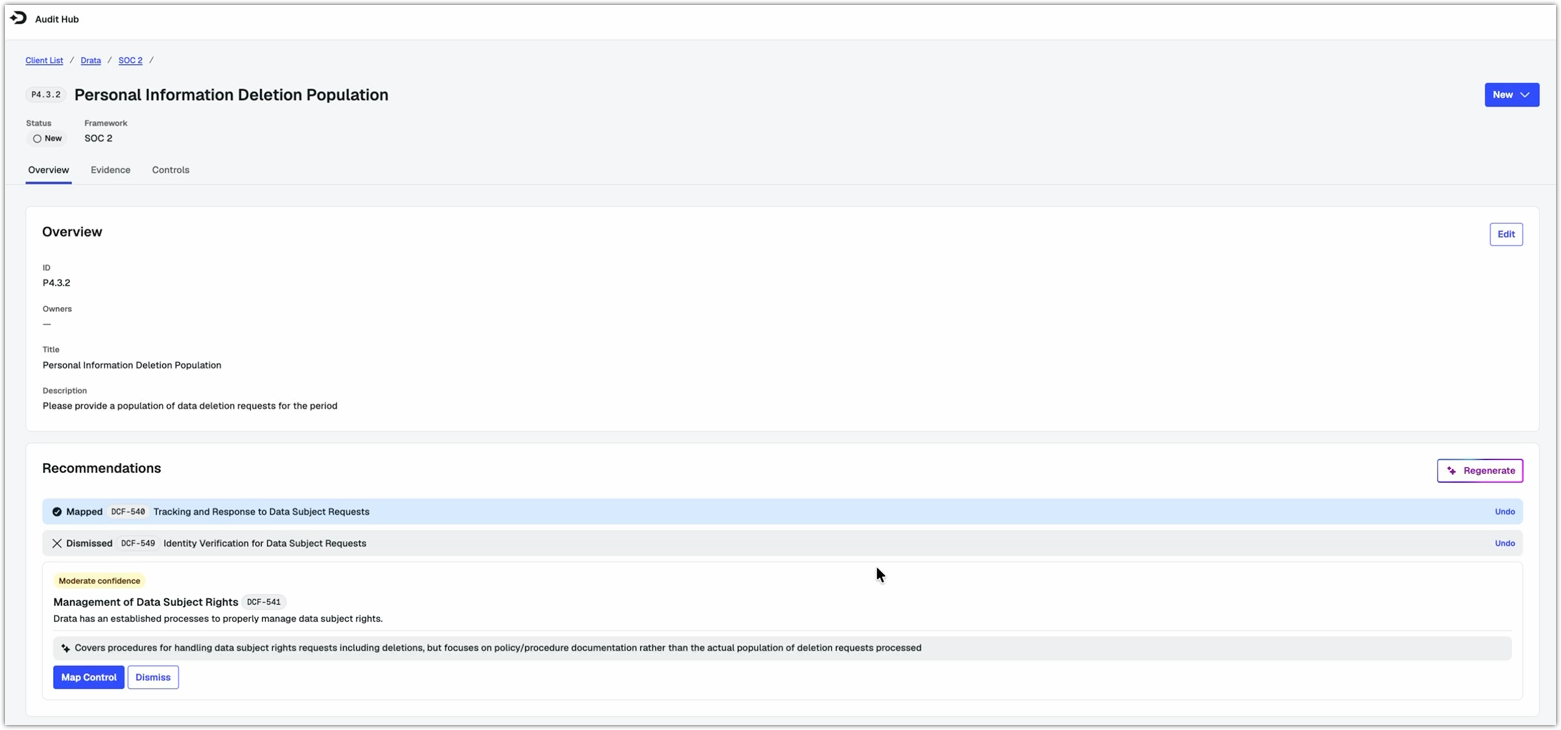 Audit Hub
Client List / Drata / SOC 2 /
P4.3.2 Personal Information Deletion Population
New
Status Framework
New SOC 2
Overview Evidence Controls
Overview
Edit
ID
P4.3.2
Owners
—
Title
Personal Information Deletion Population
Description
Please provide a population of data deletion requests for the period
Recommendations
Regenerate
Mapped DCF-540 Tracking and Response to Data Subject Requests Undo
Dismissed DCF-549 Identity Verification for Data Subject Requests Undo
Moderate confidence
Management of Data Subject Rights DCF-541
Drata has an established processes to properly manage data subject rights.
Covers procedures for handling data subject rights requests including deletions, but focuses on policy/procedure documentation rather than the actual population of deletion requests processed
Map Control Dismiss